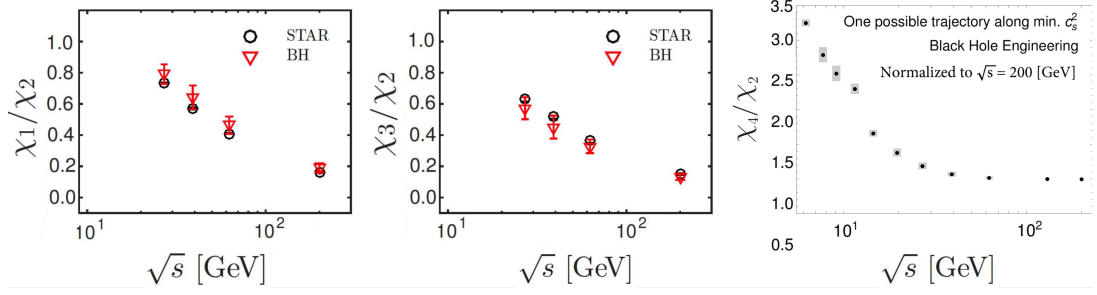 χ1/χ2
1.0
0.8
0.6
0.4
0.2
0.0
STAR
BH
10^1
10^2
√s [GeV]
χ3/χ2
1.0
0.8
0.6
0.4
0.2
0.0
STAR
BH
10^1
10^2
√s [GeV]
χ4/χ2
3.5
3.0
2.5
2.0
1.5
1.0
0.5
One possible trajectory along min. c_s^2
Black Hole Engineering
Normalized to √s = 200 [GeV]
10^1
10^2
√s [GeV]